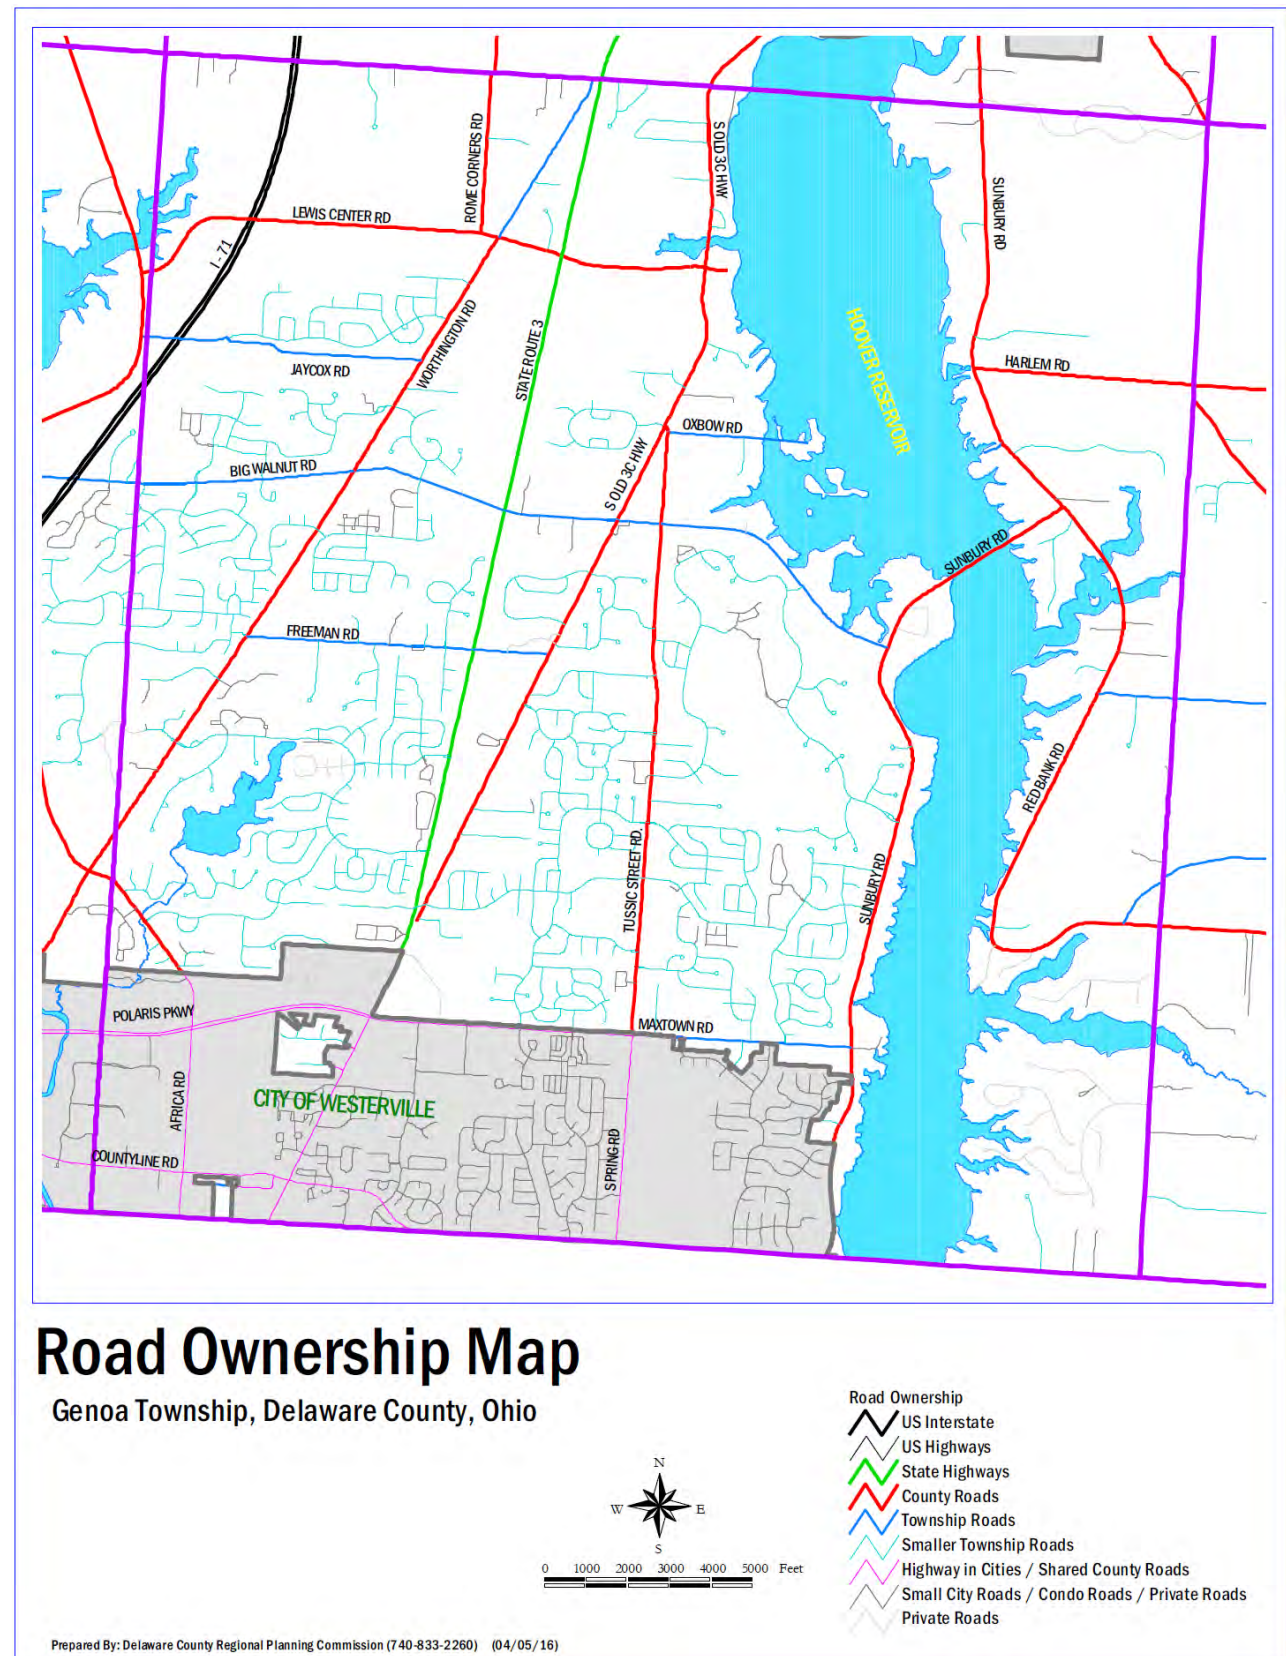 ROME CORNERS RD
S OLD 3C HWY
SUNBURY RD
LEWIS CENTER RD
I - 71
WORTHINGTON RD
STATE ROUTE 3
HOOVER RESERVOIR
JAYCOX RD
HARLEM RD
OXBOW RD
BIG WALNUT RD
S OLD 3C HWY
SUNBURY RD
FREEMAN RD
RED BANK RD
TUSSIC STREET RD.
SUNBURY RD
POLARIS PKWY
MAXTOWN RD
AFRICA RD
CITY OF WESTERVILLE
COUNTYLINE RD
SPRING RD
Road Ownership Map
Genoa Township, Delaware County, Ohio
Road Ownership
US Interstate
US Highways
State Highways
County Roads
Township Roads
Smaller Township Roads
Highway in Cities / Shared County Roads
Small City Roads / Condo Roads / Private Roads
Private Roads
N
W E
S
0 1000 2000 3000 4000 5000 Feet
Prepared By: Delaware County Regional Planning Commission (740-833-2260) (04/05/16)